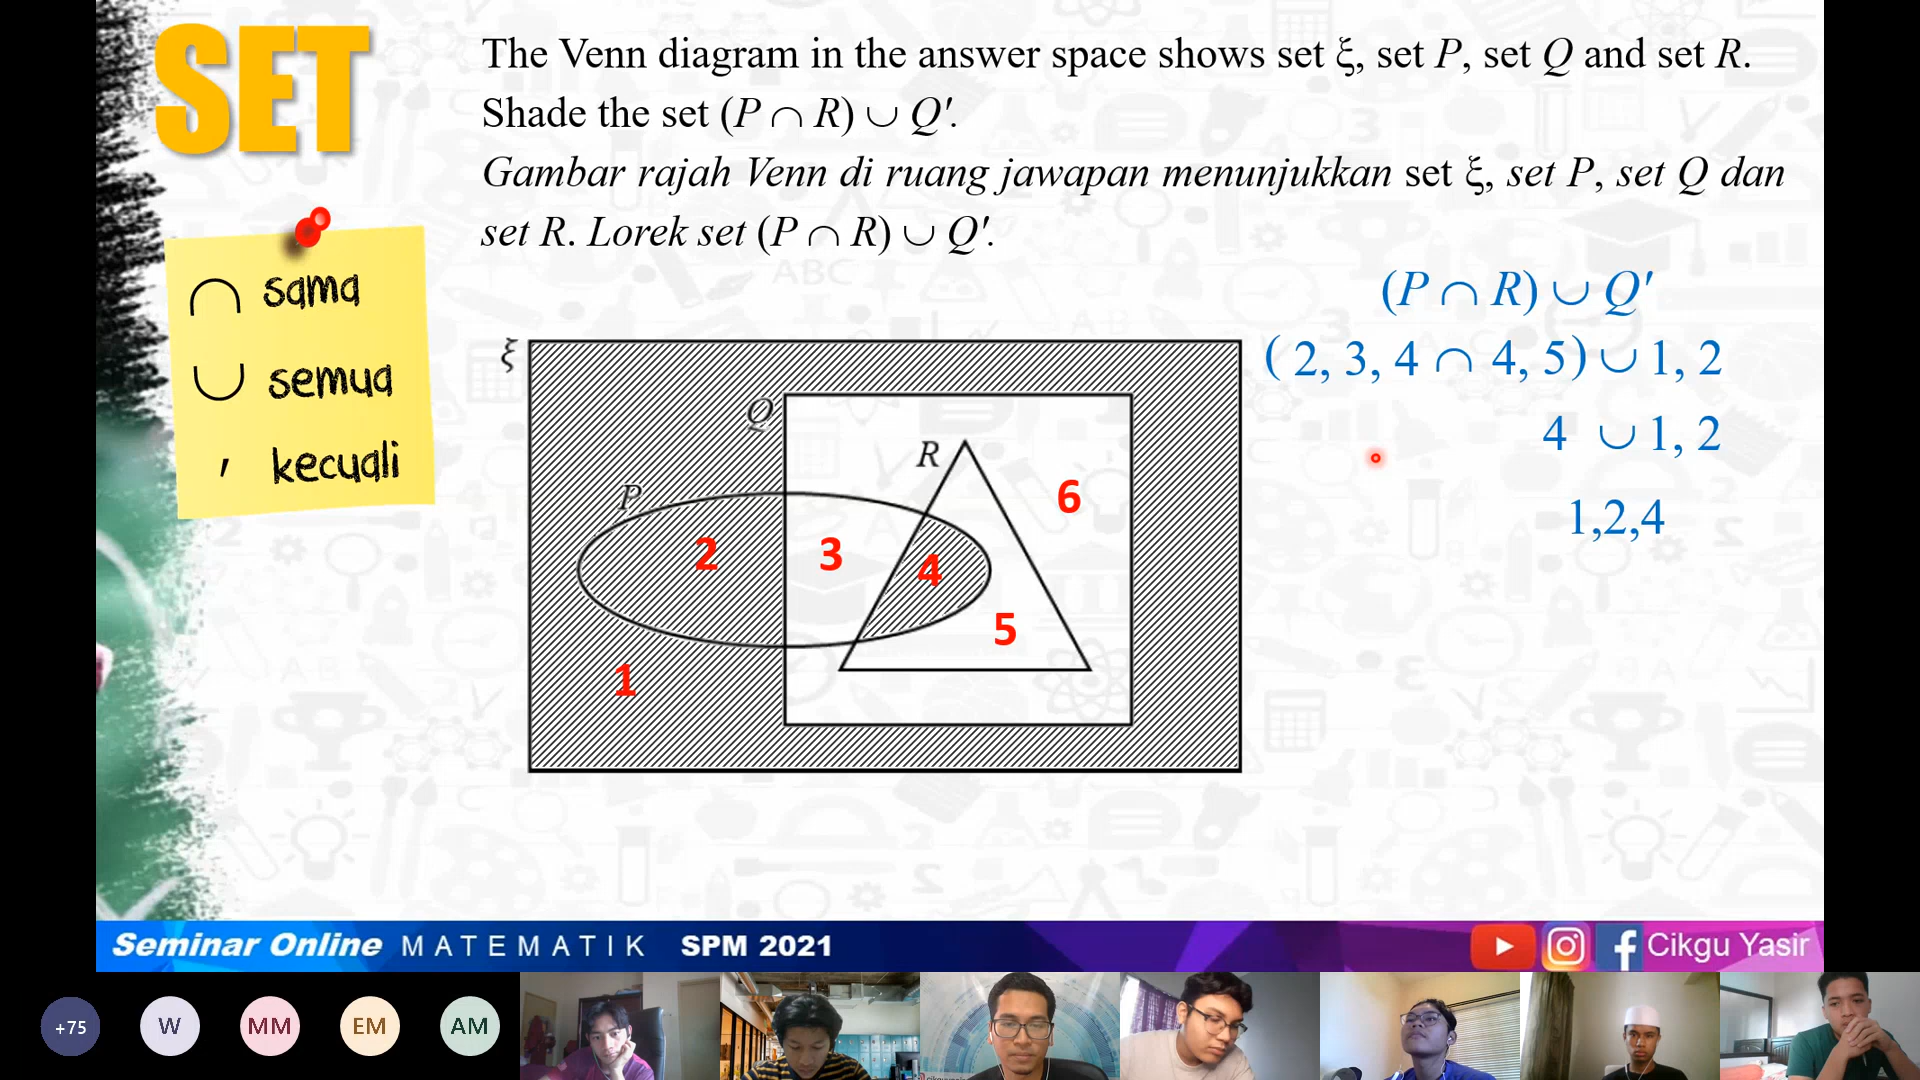 SET
The Venn diagram in the answer space shows set ξ, set P, set Q and set R.
Shade the set (P ∩ R) ∪ Q′.
Gambar rajah Venn di ruang jawapan menunjukkan set ξ, set P, set Q dan
set R. Lorek set (P ∩ R) ∪ Q′.
∩ sama
∪ semua
′ kecuali
(P ∩ R) ∪ Q′
( 2, 3, 4 ∩ 4, 5) ∪ 1, 2
4 ∪ 1, 2
1,2,4
ξ
Q
R
P
6
2
3
4
5
1
Seminar Online MATEMATIK SPM 2021
Cikgu Yasir
+75
W
MM
EM
AM